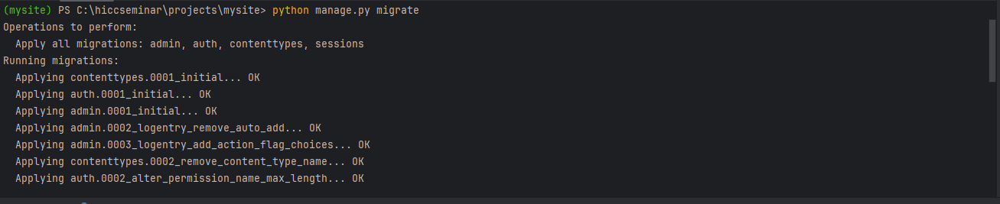 (mysite) PS C:\hiccseminar\projects\mysite> python manage.py migrate
Operations to perform:
  Apply all migrations: admin, auth, contenttypes, sessions
Running migrations:
  Applying contenttypes.0001_initial... OK
  Applying auth.0001_initial... OK
  Applying admin.0001_initial... OK
  Applying admin.0002_logentry_remove_auto_add... OK
  Applying admin.0003_logentry_add_action_flag_choices... OK
  Applying contenttypes.0002_remove_content_type_name... OK
  Applying auth.0002_alter_permission_name_max_length... OK